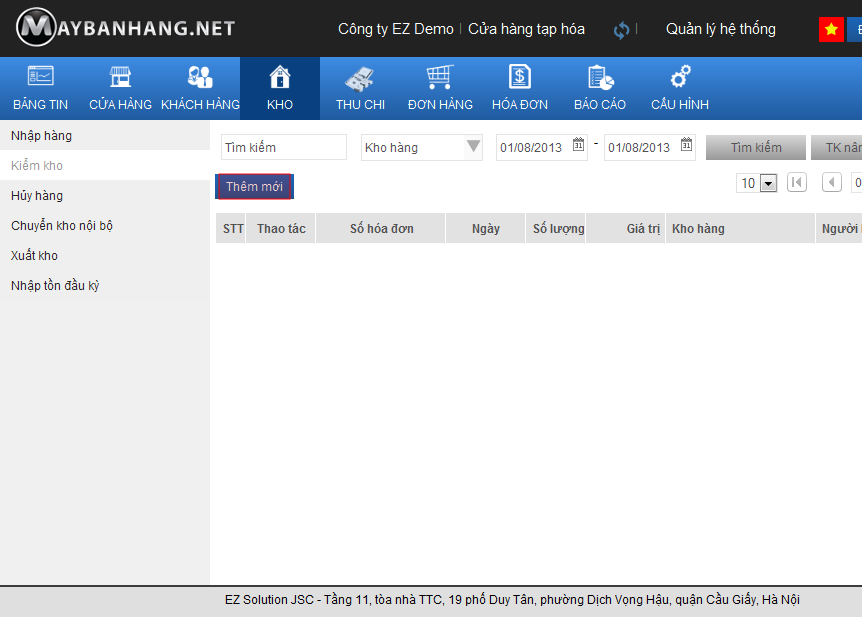 MAYBANHANG.NET
Công ty EZ Demo | Cửa hàng tạp hóa | Quản lý hệ thống
BẢNG TIN CỬA HÀNG KHÁCH HÀNG KHO THU CHI ĐƠN HÀNG HÓA ĐƠN BÁO CÁO CẤU HÌNH
Nhập hàng
Kiểm kho
Hủy hàng
Chuyển kho nội bộ
Xuất kho
Nhập tồn đầu kỳ
Tìm kiếm Kho hàng 01/08/2013 - 01/08/2013 Tìm kiếm TK nân
Thêm mới 10 0
STT Thao tác Số hóa đơn Ngày Số lượng Giá trị Kho hàng Người
EZ Solution JSC - Tầng 11, tòa nhà TTC, 19 phố Duy Tân, phường Dịch Vọng Hậu, quận Cầu Giấy, Hà Nội